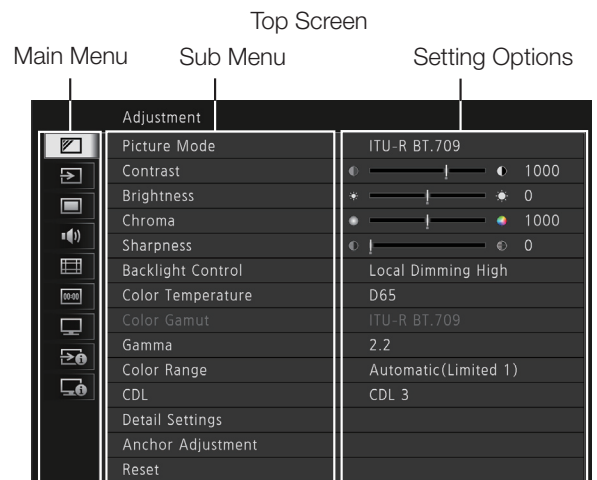 Top Screen
Main Menu Sub Menu Setting Options
Adjustment
Picture Mode ITU-R BT.709
Contrast 1000
Brightness 0
Chroma 1000
Sharpness 0
Backlight Control Local Dimming High
Color Temperature D65
Color Gamut ITU-R BT.709
Gamma 2.2
Color Range Automatic(Limited 1)
CDL CDL 3
Detail Settings
Anchor Adjustment
Reset
00:00